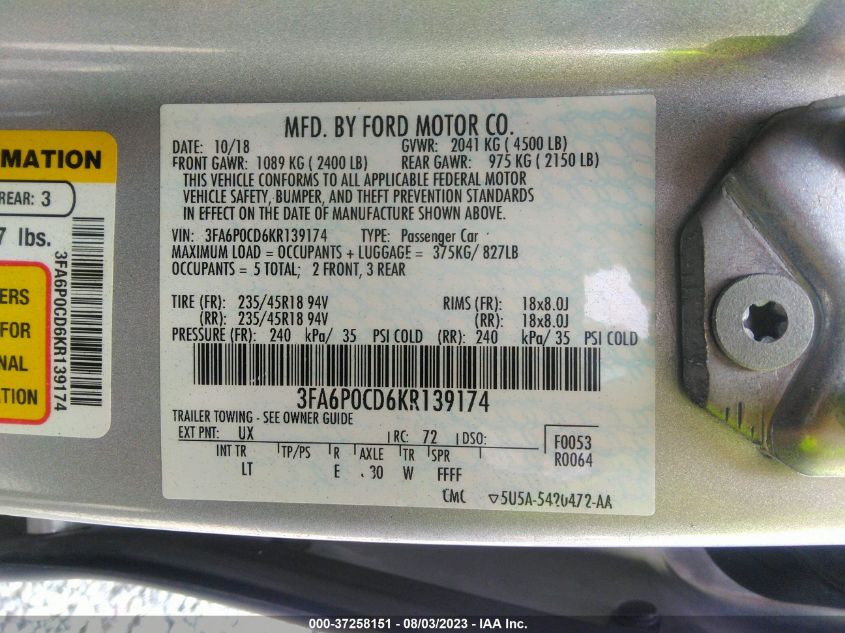 MFD. BY FORD MOTOR CO.
DATE: 10/18 GVWR: 2041 KG ( 4500 LB)
FRONT GAWR: 1089 KG ( 2400 LB) REAR GAWR: 975 KG ( 2150 LB)
THIS VEHICLE CONFORMS TO ALL APPLICABLE FEDERAL MOTOR
VEHICLE SAFETY, BUMPER, AND THEFT PREVENTION STANDARDS
IN EFFECT ON THE DATE OF MANUFACTURE SHOWN ABOVE.
VIN: 3FA6P0CD6KR139174 TYPE: Passenger Car
MAXIMUM LOAD = OCCUPANTS + LUGGAGE = 375KG/ 827LB
OCCUPANTS = 5 TOTAL; 2 FRONT, 3 REAR
TIRE (FR): 235/45R18 94V RIMS (FR): 18x8.0J
(RR): 235/45R18 94V (RR): 18x8.0J
PRESSURE (FR): 240 kPa/ 35 PSI COLD (RR): 240 kPa/ 35 PSI COLD
3FA6P0CD6KR139174
TRAILER TOWING - SEE OWNER GUIDE
EXT PNT: UX RC: 72 DSO: F0053
R0064
INT TR TP/PS R AXLE TR SPR
LT E .30 W FFFF
CMC ▽5U5A-5420472-AA
RMATION
REAR: 3
7 lbs.
3FA6P0CD6KR139174
ERS
FOR
NAL
ATION
000-37258151 - 08/03/2023 - IAA Inc.